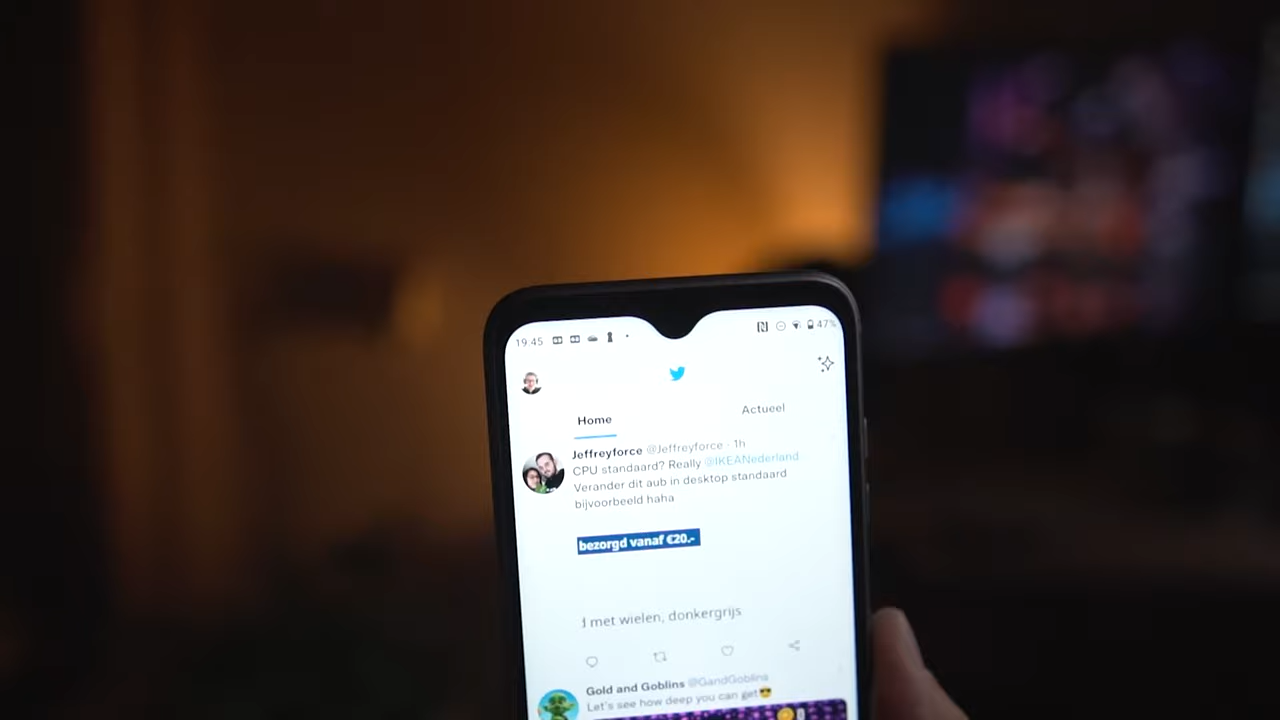 19.45
47%
Home
Actueel
Jeffreyforce @Jeffreyforce · 1h
CPU standaard? Really @IKEANederland
Verander dit aub in desktop standaard
bijvoorbeeld haha
bezorgd vanaf €20.-
d met wielen, donkergrijs
Gold and Goblins @GandGoblins
Let's see how deep you can get😎